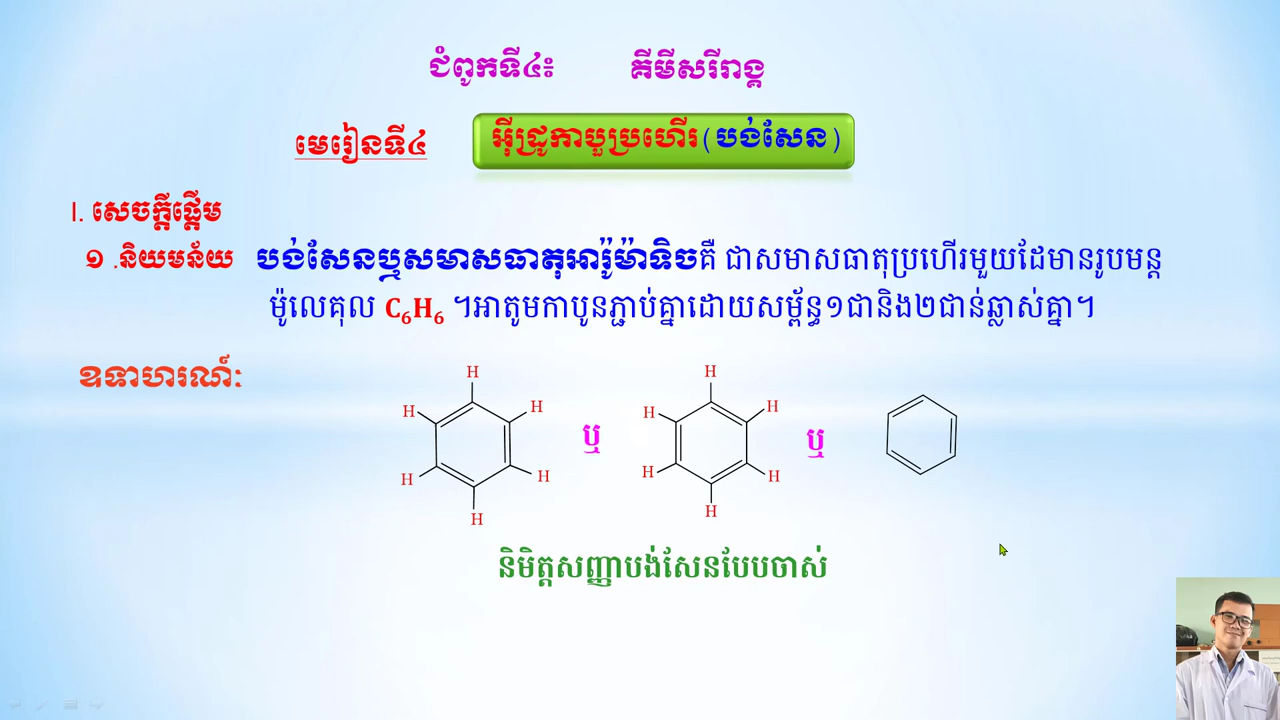 ជំពូកទី៤៖ គីមីសរីរាង្គ
មេរៀនទី៤ អ៊ីដ្រូកាបួប្រហើរ(បង់សែន)
I. សេចក្តីផ្តើម
១ .និយមន័យ បង់សែនឬសមាសធាតុអារ៉ូម៉ាទិចគឺ ជាសមាសធាតុប្រហើរមួយដែមានរូបមន្ត
ម៉ូលេគុល C₆H₆ ។អាតូមកាបូនភ្ជាប់គ្នាដោយសម្ព័ន្ធ១ជានិង២ជាន់ឆ្លាស់គ្នា។
ឧទាហរណ៍ៈ
H H
H H H H
ឬ ឬ
H H H H
H H
និមិត្តសញ្ញាបង់សែនបែបចាស់